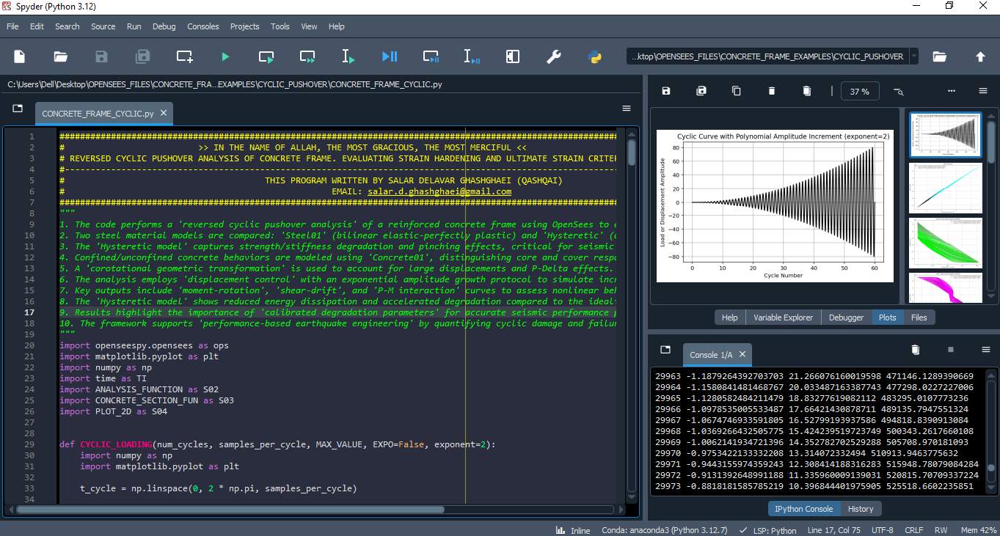 Spyder (Python 3.12)
File Edit Search Source Run Debug Consoles Projects Tools View Help
...ktop\OPENSEES_FILES\CONCRETE_FRAME_EXAMPLES\CYCLIC_PUSHOVER
C:\Users\Dell\Desktop\OPENSEES_FILES\CONCRETE_FRA...EXAMPLES\CYCLIC_PUSHOVER\CONCRETE_FRAME_CYCLIC.py
CONCRETE_FRAME_CYCLIC.py
1 ####################################################################################################
2 # >> IN THE NAME OF ALLAH, THE MOST GRACIOUS, THE MOST MERCIFUL <<
3 # REVERSED CYCLIC PUSHOVER ANALYSIS OF CONCRETE FRAME. EVALUATING STRAIN HARDENING AND ULTIMATE STRAIN CRITER
4 #-----------------------------------------------------------------------------------------------------------
5 # THIS PROGRAM WRITTEN BY SALAR DELAVAR GHASHGHAEI (QASHQAI)
6 # EMAIL: salar.d.ghashghaei@gmail.com
7 ####################################################################################################
8 """
9 1. The code performs a 'reversed cyclic pushover analysis' of a reinforced concrete frame using OpenSees to e
10 2. Two steel material models are compared: 'Steel01' (bilinear elastic-perfectly plastic) and 'Hysteretic' (
11 3. The 'Hysteretic model' captures strength/stiffness degradation and pinching effects, critical for seismic
12 4. Confined/unconfined concrete behaviors are modeled using 'Concrete01', distinguishing core and cover respo
13 5. A 'corotational geometric transformation' is used to account for large displacements and P-Delta effects.
14 6. The analysis employs 'displacement control' with an exponential amplitude growth protocol to simulate incr
15 7. Key outputs include 'moment-rotation', 'shear-drift', and 'P-M interaction' curves to assess nonlinear beh
16 8. The 'Hysteretic model' shows reduced energy dissipation and accelerated degradation compared to the ideali
17 9. Results highlight the importance of 'calibrated degradation parameters' for accurate seismic performance p
18 10. The framework supports 'performance-based earthquake engineering' by quantifying cyclic damage and failur
19 """
20 import openseespy.opensees as ops
21 import matplotlib.pyplot as plt
22 import numpy as np
23 import time as TI
24 import ANALYSIS_FUNCTION as S02
25 import CONCRETE_SECTION_FUN as S03
26 import PLOT_2D as S04
27
28
29 def CYCLIC_LOADING(num_cycles, samples_per_cycle, MAX_VALUE, EXPO=False, exponent=2):
30 import numpy as np
31 import matplotlib.pyplot as plt
32
33 t_cycle = np.linspace(0, 2 * np.pi, samples_per_cycle)
34
37 %
Cyclic Curve with Polynomial Amplitude Increment (exponent=2)
Load or Displacement Amplitude
80
60
40
20
0
−20
−40
−60
−80
0 10 20 30 40 50 60
Cycle Number
Help Variable Explorer Debugger Plots Files
Console 1/A
29963 -1.1879264392703703 21.266076160019598 471146.1289390669
29964 -1.1580841481468767 20.033487163387743 477298.0227227006
29965 -1.1280582484211479 18.83277619082112 483295.0107773236
29966 -1.0978535005533487 17.66421430878711 489135.7947551324
29967 -1.0674746933591805 16.52799193937586 494818.8390913084
29968 -1.0369266432505775 15.424239519723749 500343.2617660108
29969 -1.0062141934721396 14.352782702529288 505708.970181093
29970 -0.9753422133332208 13.314072332494 510913.9463775632
29971 -0.9443155974359243 12.308414188316283 515948.78079084284
29972 -0.9131392648991188 11.335960009139031 520815.70709337224
29973 -0.8818181585785219 10.396844401975905 525518.6602235851
IPython Console History
Inline Conda: anaconda3 (Python 3.12.7) LSP: Python Line 17, Col 75 UTF-8 CRLF RW Mem 42%